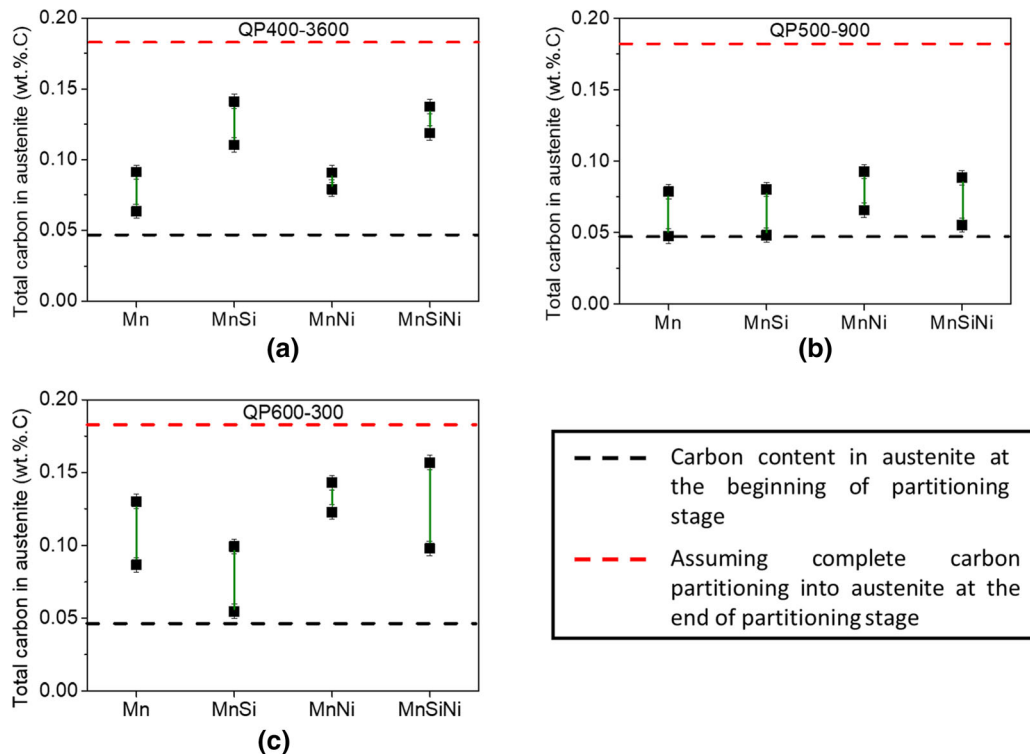 QP400-3600
Total carbon in austenite (wt.%.C)
0.20
0.15
0.10
0.05
0.00
Mn MnSi MnNi MnSiNi
(a)
QP500-900
Total carbon in austenite (wt.%.C)
0.20
0.15
0.10
0.05
0.00
Mn MnSi MnNi MnSiNi
(b)
QP600-300
Total carbon in austenite (wt.%.C)
0.20
0.15
0.10
0.05
0.00
Mn MnSi MnNi MnSiNi
(c)
Carbon content in austenite at
the beginning of partitioning
stage
Assuming complete carbon
partitioning into austenite at the
end of partitioning stage